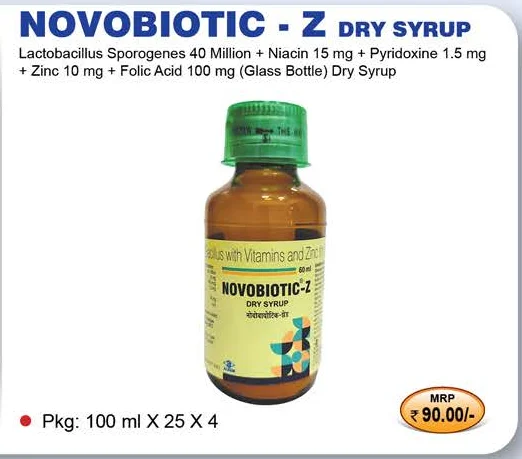 NOVOBIOTIC - Z DRY SYRUP
Lactobacillus Sporogenes 40 Million + Niacin 15 mg + Pyridoxine 1.5 mg
+ Zinc 10 mg + Folic Acid 100 mg (Glass Bottle) Dry Syrup
THIS
acillus with Vitamins and Zinc
60 ml
NOVOBIOTIC®-Z
DRY SYRUP
नोवोबायोटिक-ज़ेड
Pkg: 100 ml X 25 X 4
MRP
₹ 90.00/-